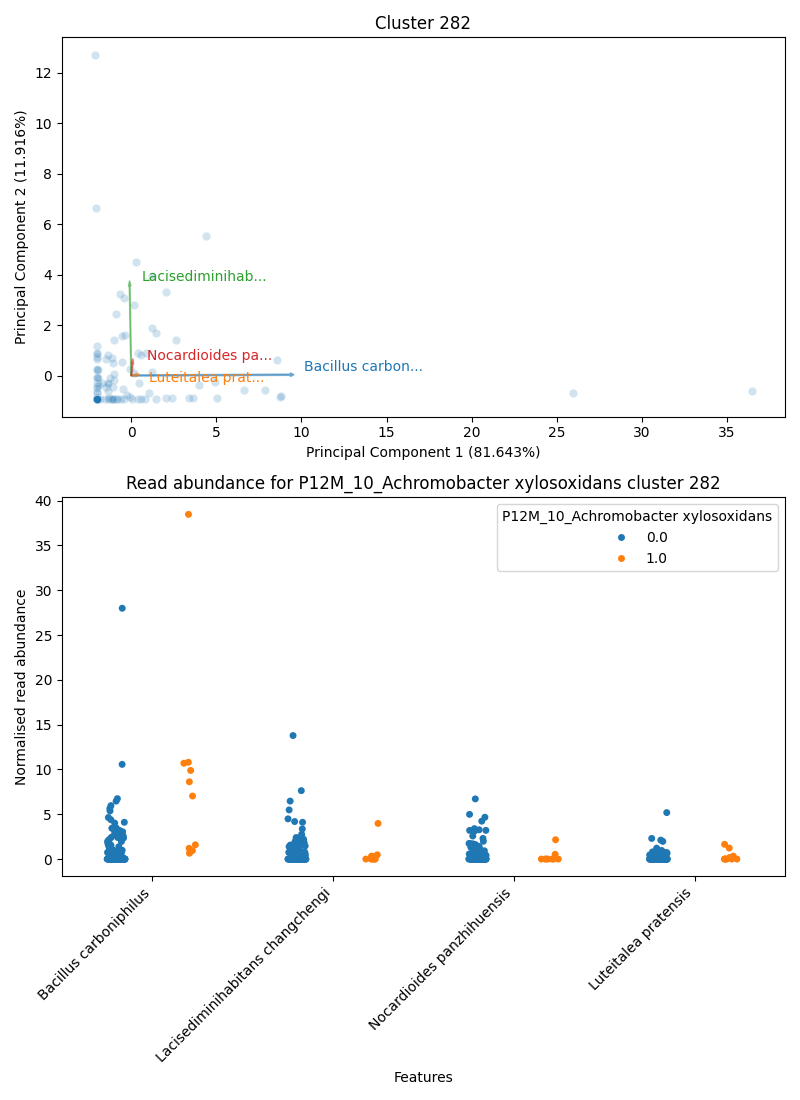 Cluster 282
Principal Component 2 (11.916%)
12
10
8
6
4
2
0
Lacisediminihab...
Nocardioides pa...
Bacillus carbon...
Luteitalea prat...
0
5
10
15
20
25
30
35
Principal Component 1 (81.643%)
Read abundance for P12M_10_Achromobacter xylosoxidans cluster 282
Normalised read abundance
40
35
30
25
20
15
10
5
0
P12M_10_Achromobacter xylosoxidans
0.0
1.0
Bacillus carboniphilus
Lacisediminihabitans changchengi
Nocardioides panzhihuensis
Luteitalea pratensis
Features